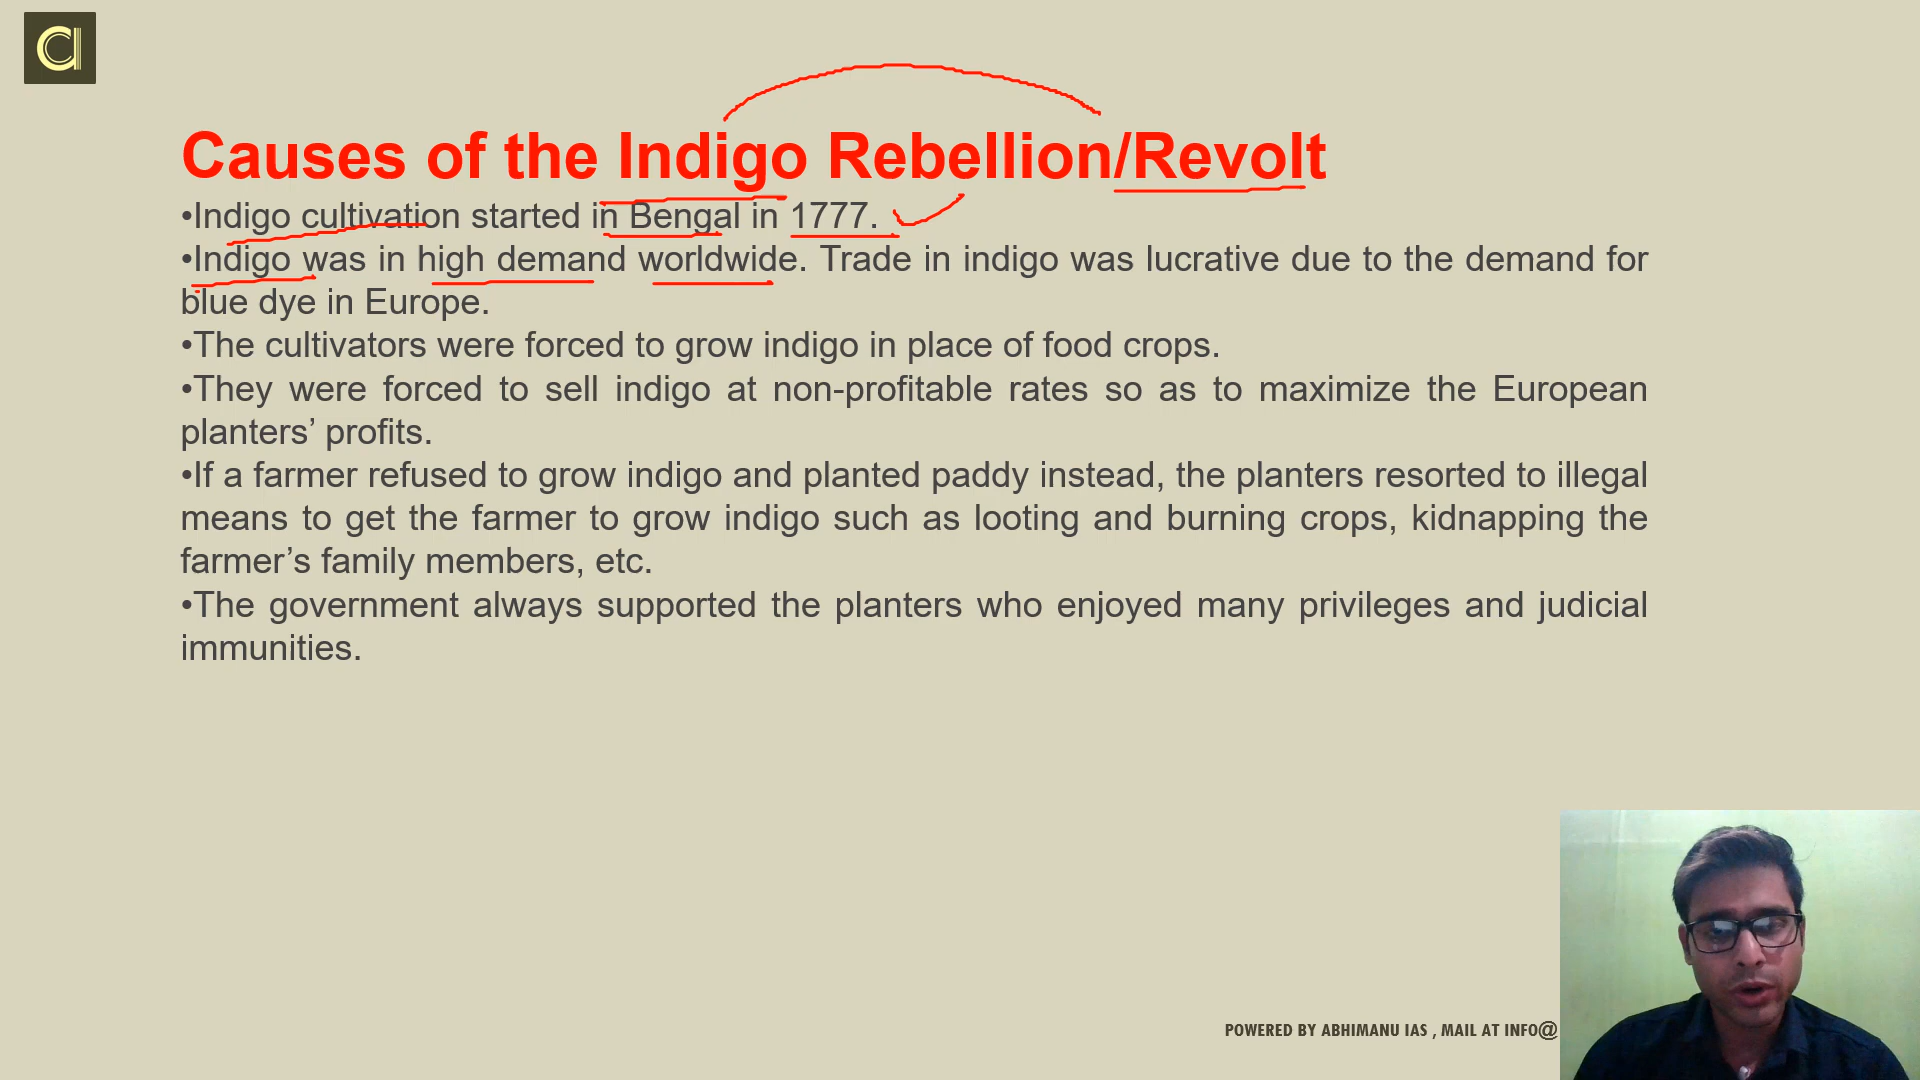 Causes of the Indigo Rebellion/Revolt
•Indigo cultivation started in Bengal in 1777.
•Indigo was in high demand worldwide. Trade in indigo was lucrative due to the demand for
blue dye in Europe.
•The cultivators were forced to grow indigo in place of food crops.
•They were forced to sell indigo at non-profitable rates so as to maximize the European
planters’ profits.
•If a farmer refused to grow indigo and planted paddy instead, the planters resorted to illegal
means to get the farmer to grow indigo such as looting and burning crops, kidnapping the
farmer’s family members, etc.
•The government always supported the planters who enjoyed many privileges and judicial
immunities.
POWERED BY ABHIMANU IAS , MAIL AT INFO@